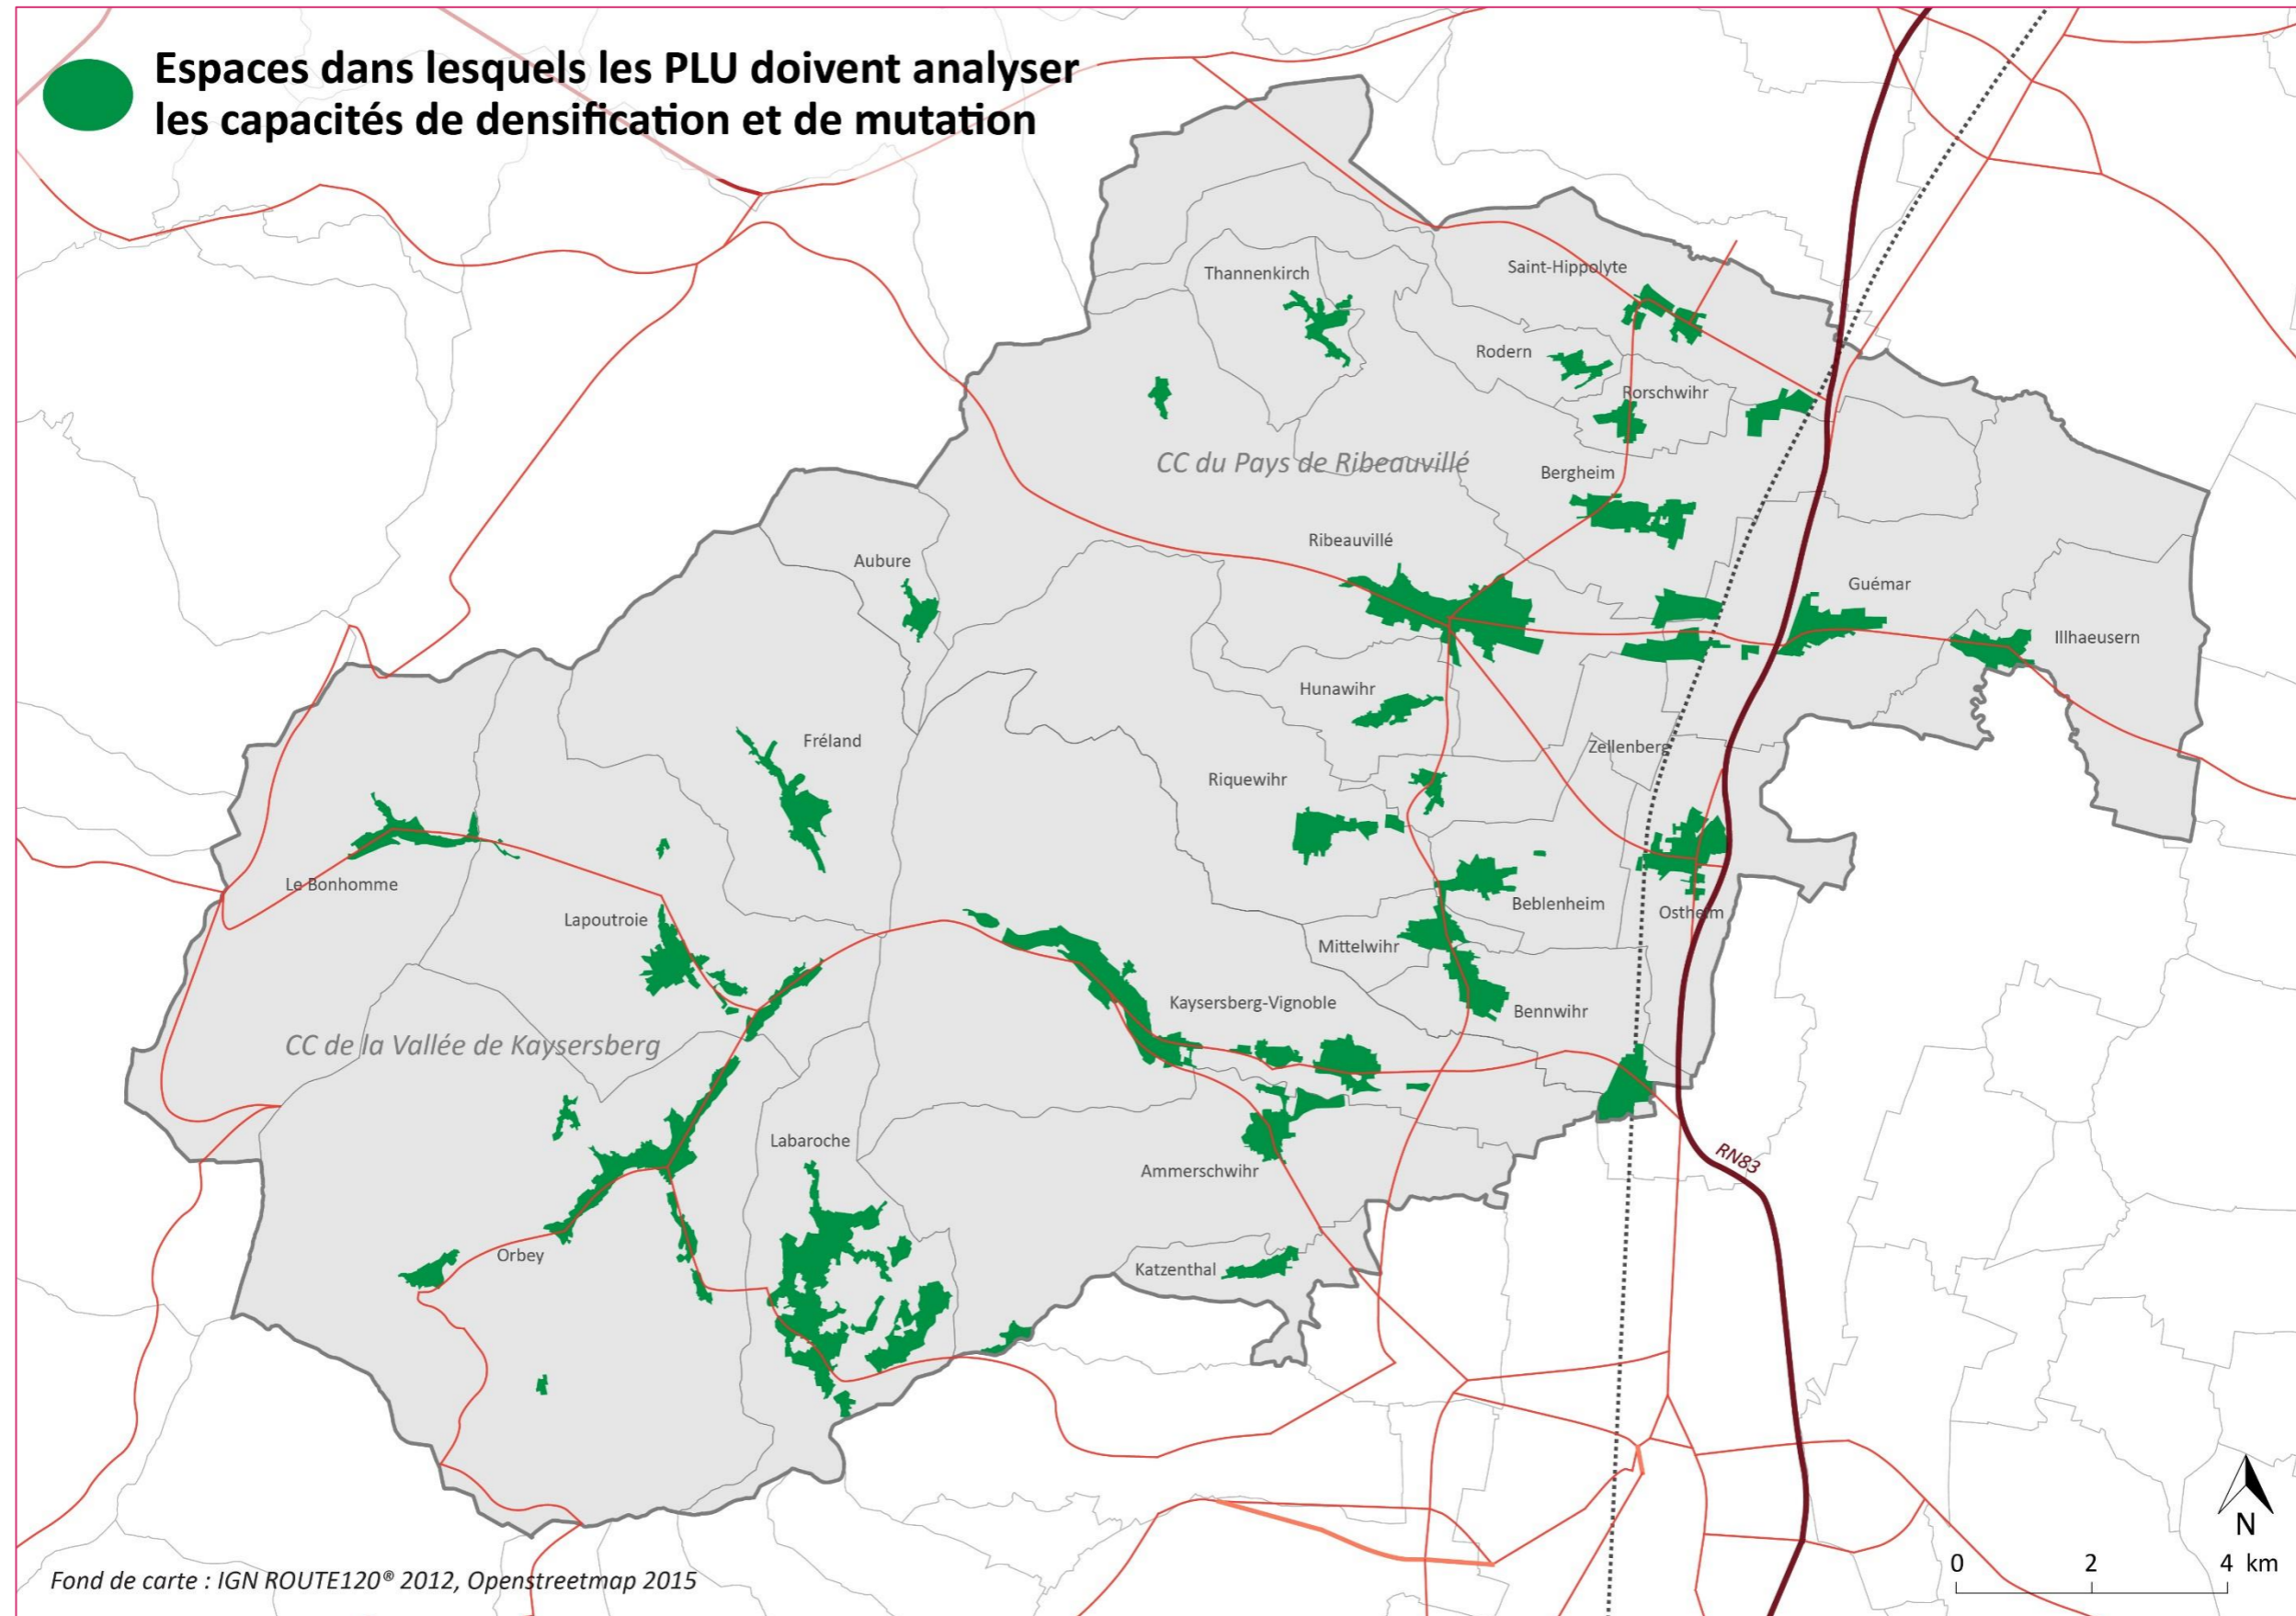 Espaces dans lesquels les PLU doivent analyser
les capacités de densification et de mutation
Thannenkirch
Saint-Hippolyte
Rodern
Rorschwihr
CC du Pays de Ribeauvillé
Bergheim
Ribeauvillé
Aubure
Guémar
Illhaeusern
Hunawihr
Fréland
Zellenberg
Riquewihr
Le Bonhomme
Lapoutroie
Beblenheim
Ostheim
Mittelwihr
Kaysersberg-Vignoble
Bennwihr
CC de la Vallée de Kaysersberg
Labaroche
Ammerschwihr
RN83
Orbey
Katzenthal
N
0 2 4 km
Fond de carte : IGN ROUTE120® 2012, Openstreetmap 2015